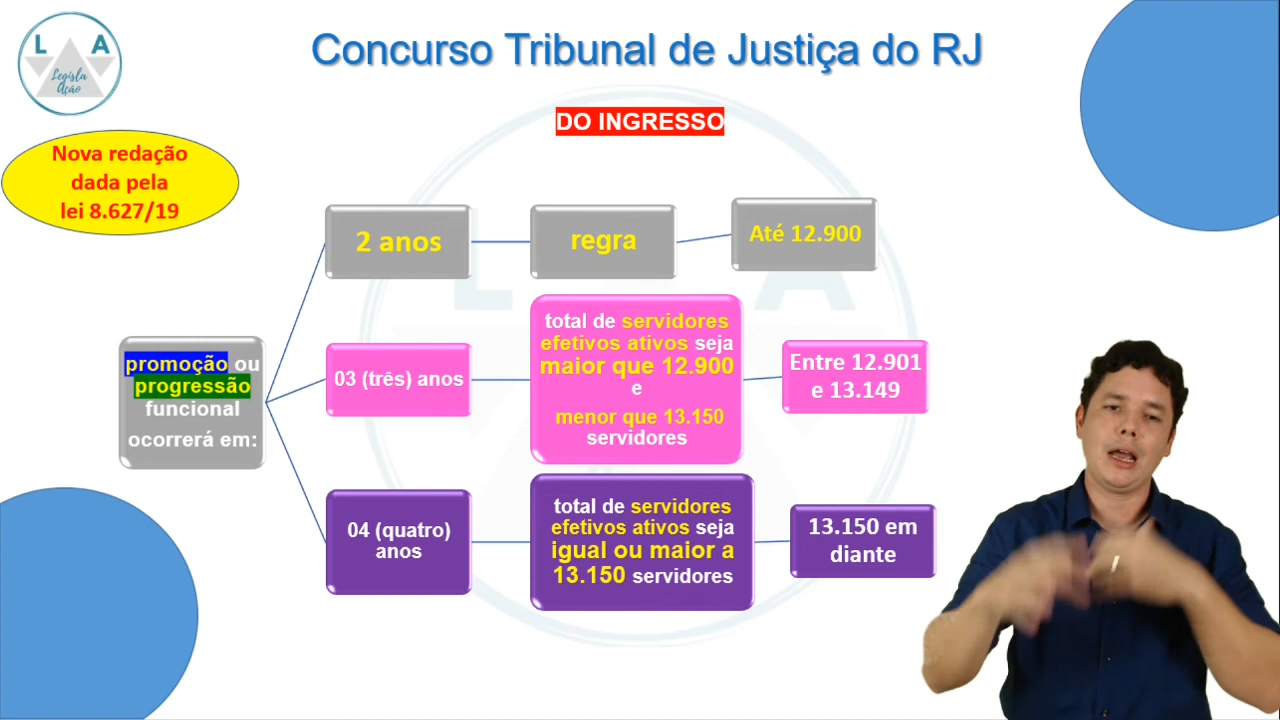 L A
Legisla
Ação
Concurso Tribunal de Justiça do RJ
DO INGRESSO
Nova redação
dada pela
lei 8.627/19
promoção ou
progressão
funcional
ocorrerá em:
2 anos
regra
Até 12.900
03 (três) anos
total de servidores
efetivos ativos seja
maior que 12.900
e
menor que 13.150
servidores
Entre 12.901
e 13.149
04 (quatro)
anos
total de servidores
efetivos ativos seja
igual ou maior a
13.150 servidores
13.150 em
diante
L A